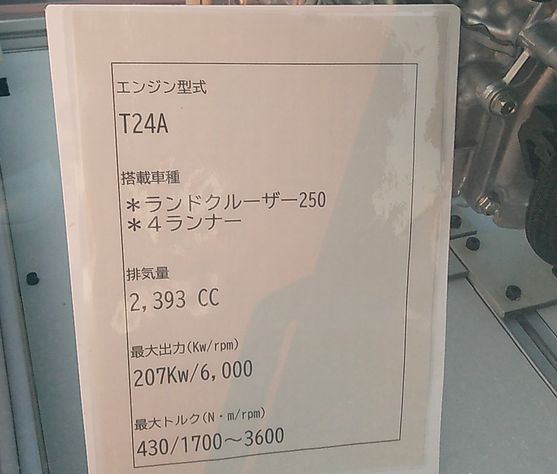 エンジン型式
T24A
搭載車種
＊ランドクルーザー250
＊４ランナー
排気量
2,393 CC
最大出力(Kw/rpm)
207Kw/6,000
最大トルク(N・m/rpm)
430/1700～3600